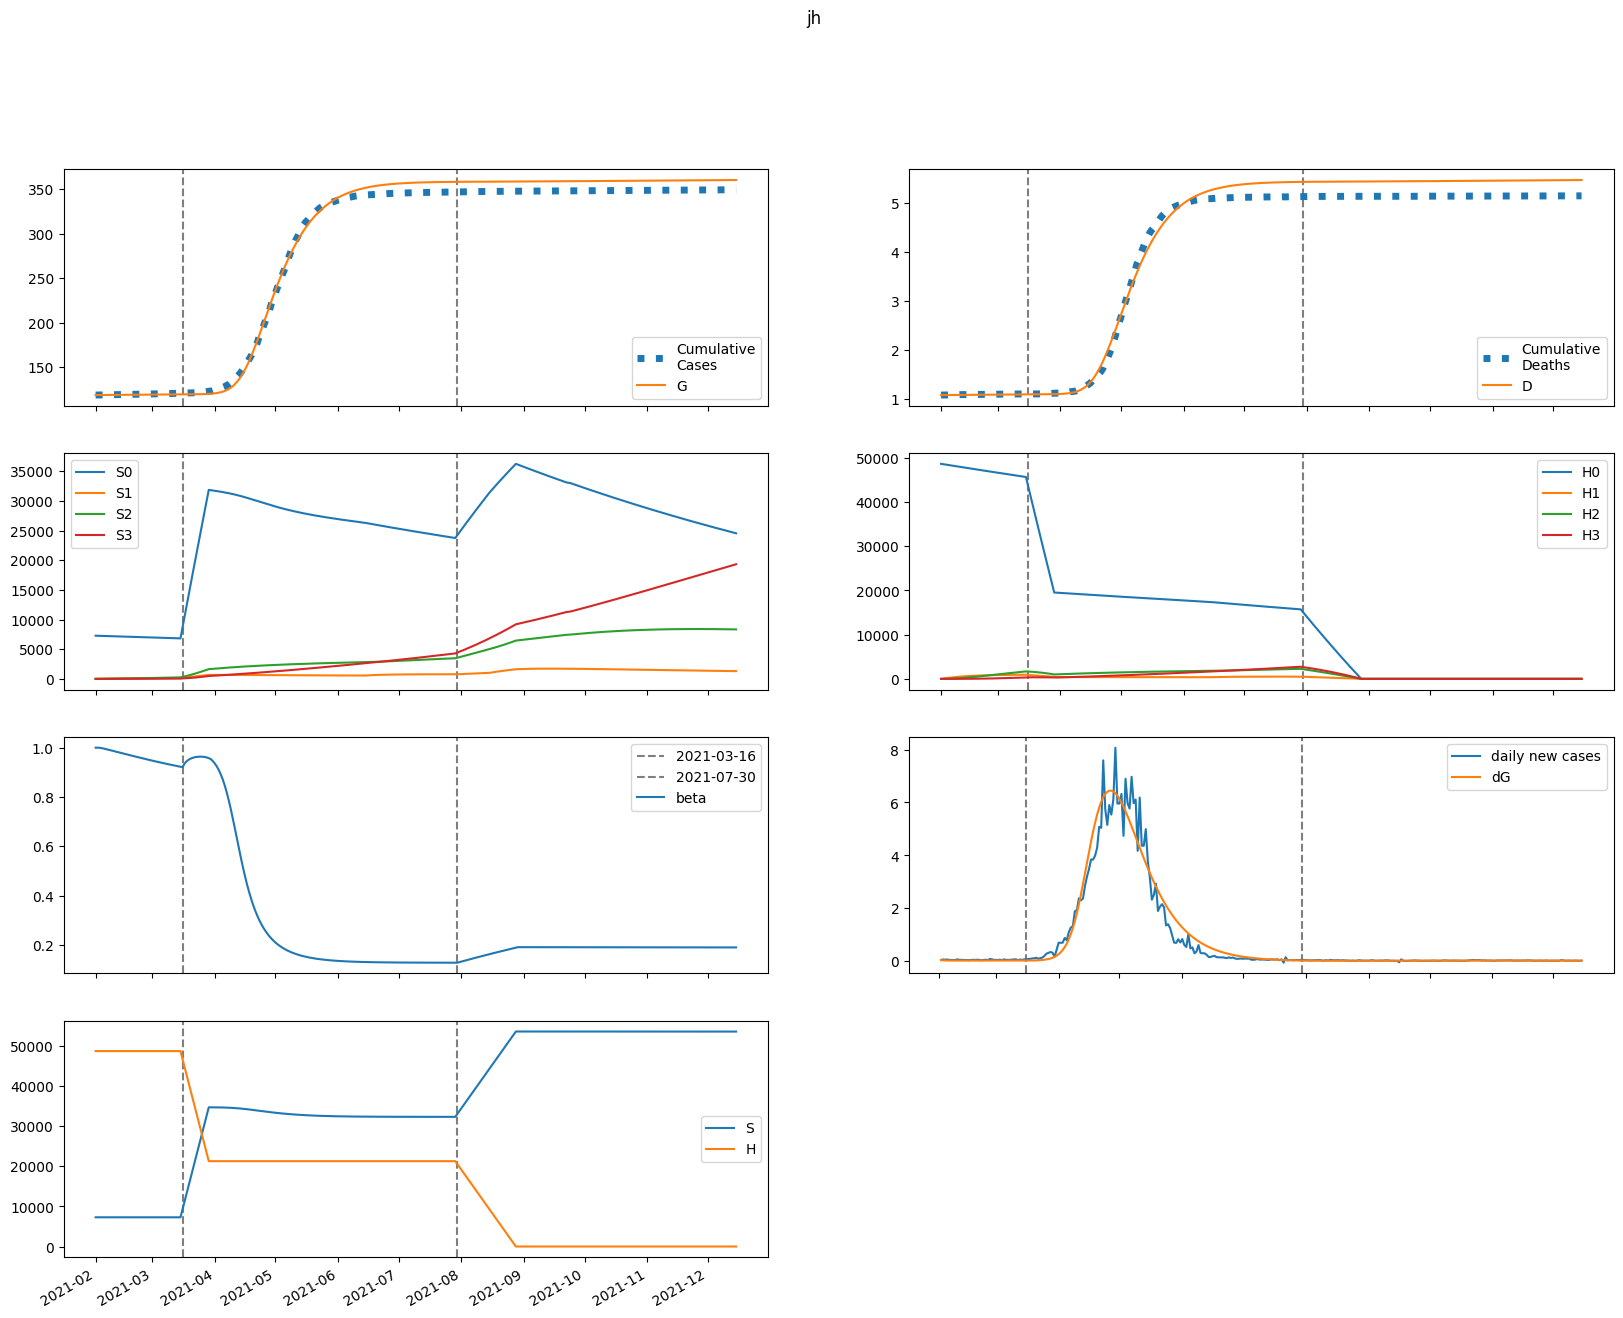 jh
350
300
250
200
150
Cumulative
Cases
G
5
4
3
2
1
Cumulative
Deaths
D
35000
30000
25000
20000
15000
10000
5000
0
S0
S1
S2
S3
50000
40000
30000
20000
10000
0
H0
H1
H2
H3
1.0
0.8
0.6
0.4
0.2
2021-03-16
2021-07-30
beta
8
6
4
2
0
daily new cases
dG
50000
40000
30000
20000
10000
0
S
H
2021-02
2021-03
2021-04
2021-05
2021-06
2021-07
2021-08
2021-09
2021-10
2021-11
2021-12